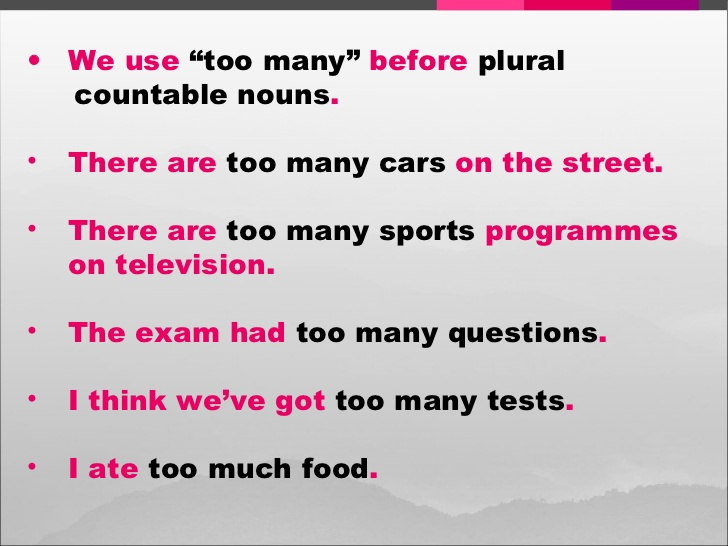 • We use “too many” before plural
countable nouns.
• There are too many cars on the street.
• There are too many sports programmes
on television.
• The exam had too many questions.
• I think we’ve got too many tests.
• I ate too much food.